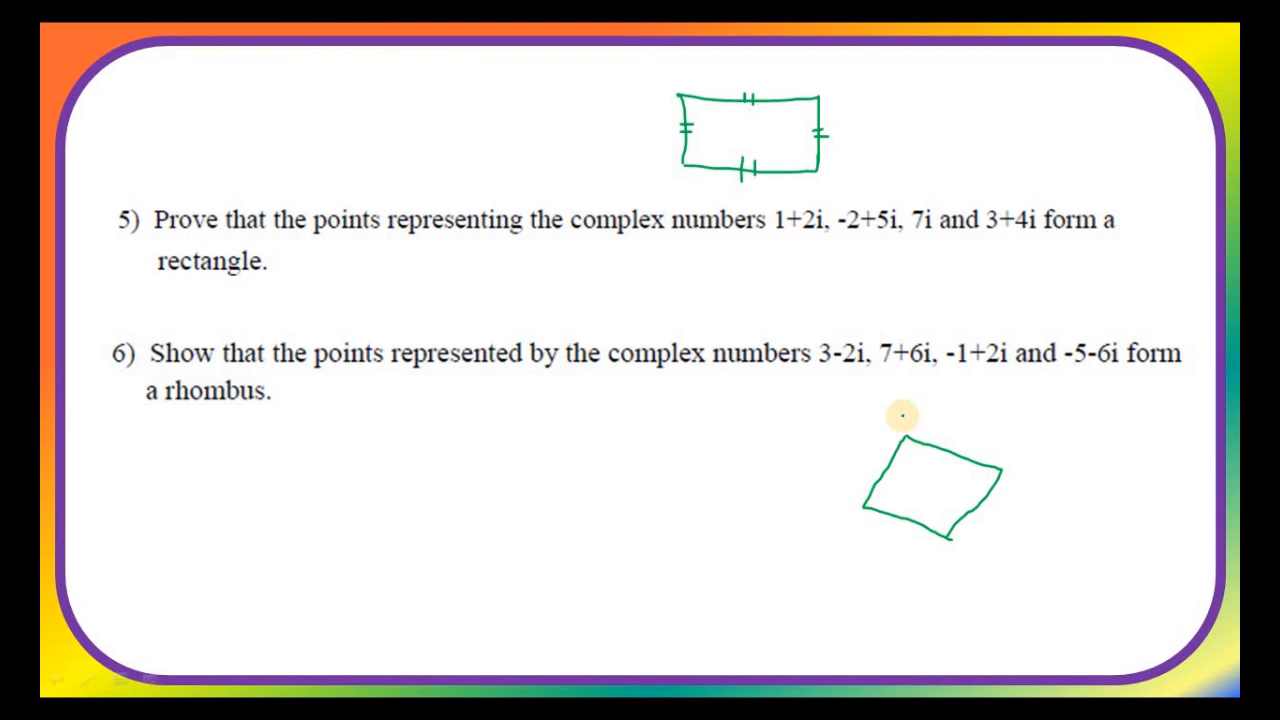 5) Prove that the points representing the complex numbers 1+2i, -2+5i, 7i and 3+4i form a
rectangle.
6) Show that the points represented by the complex numbers 3-2i, 7+6i, -1+2i and -5-6i form
a rhombus.